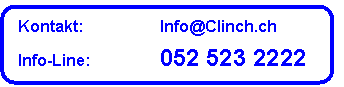 Kontakt: Info@Clinch.ch
Info-Line: 052 523 2222